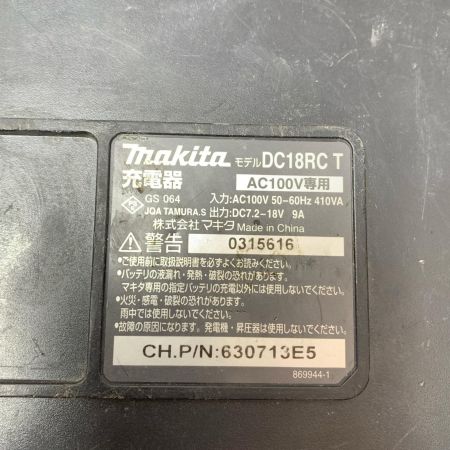 makita モデル DC18RC T
充電器 AC100V専用
GS 064 入力:AC100V 50-60Hz 410VA
JQA TAMURA.S 出力:DC7.2-18V 9A
株式会社 マキタ Made in China
警告 0315616
●ご使用前に取扱説明書を必ずよくお読みください。
●バッテリの液漏れ・発熱・破裂の恐れがあります。
マキタ専用の指定バッテリの充電以外には使用しないでください。
●火災・感電・破裂の恐れがあります。
雨中では使用しないでください。
●故障の原因になります。発電機・昇圧器は使用しないでください。
CH.P/N:630713E5
869944-1